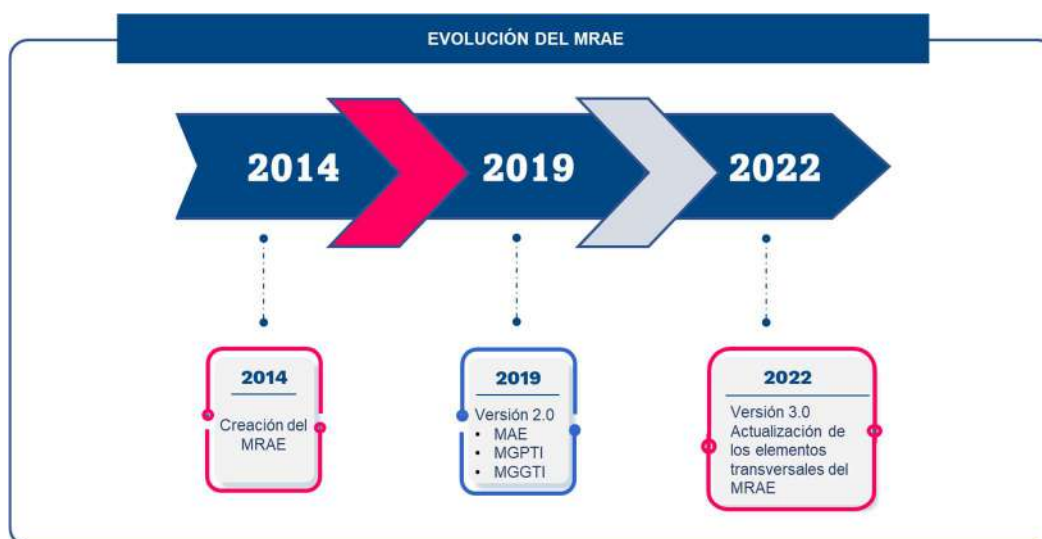 EVOLUCIÓN DEL MRAE
2014
2019
2022
2014
Creación del
MRAE
2019
Versión 2.0
• MAE
• MGPTI
• MGGTI
2022
Versión 3.0
Actualización de
los elementos
transversales del
MRAE